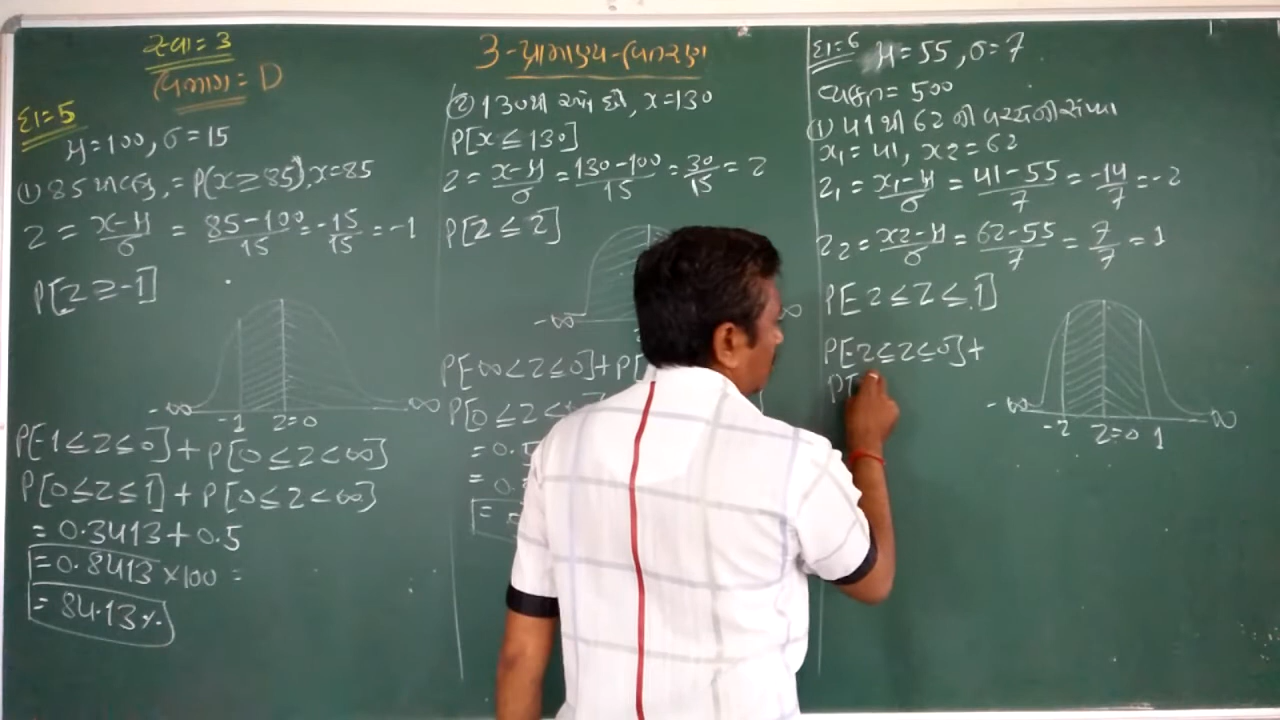 સ્વા = 3
વિભાગ = D
દા=5
μ=100, σ=15
① 85 = P(x≥85), x=85
z = x-μ/σ = 85-100/15 = -15/15 = -1
P[z ≥ -1]
-∞ -1 z=0 ∞
P[-1≤z≤0] + P[0≤z<∞]
P[0≤z≤1] + P[0≤z<∞]
= 0.3413 + 0.5
= 0.8413 × 100 =
= 84.13%
3-પ્રામાણ્ય-વિતરણ
② 130થી ઓછો, x=130
P[x≤130]
z = x-μ/σ = 130-100/15 = 30/15 = 2
P[z ≤ 2]
-∞ ∞
P[-∞<z≤0]+P[
P[0≤z<
= 0.5
= 0.
=
દા=6 μ=55, σ=7
= 500
① 41થી 62 ની વચ્ચેની સંખ્યા
x1 = 41, x2 = 62
z1 = x1-μ/σ = 41-55/7 = -14/7 = -2
z2 = x2-μ/σ = 62-55/7 = 7/7 = 1
P[-2≤z≤1]
P[-2≤z≤0]+
P[
-∞ -2 z=0 1 ∞